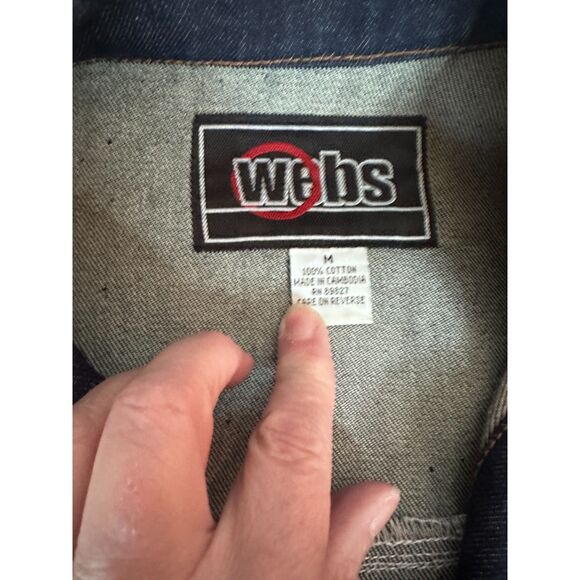 webs
M
100% COTTON
MADE IN CAMBODIA
RN 89827
CARE ON REVERSE